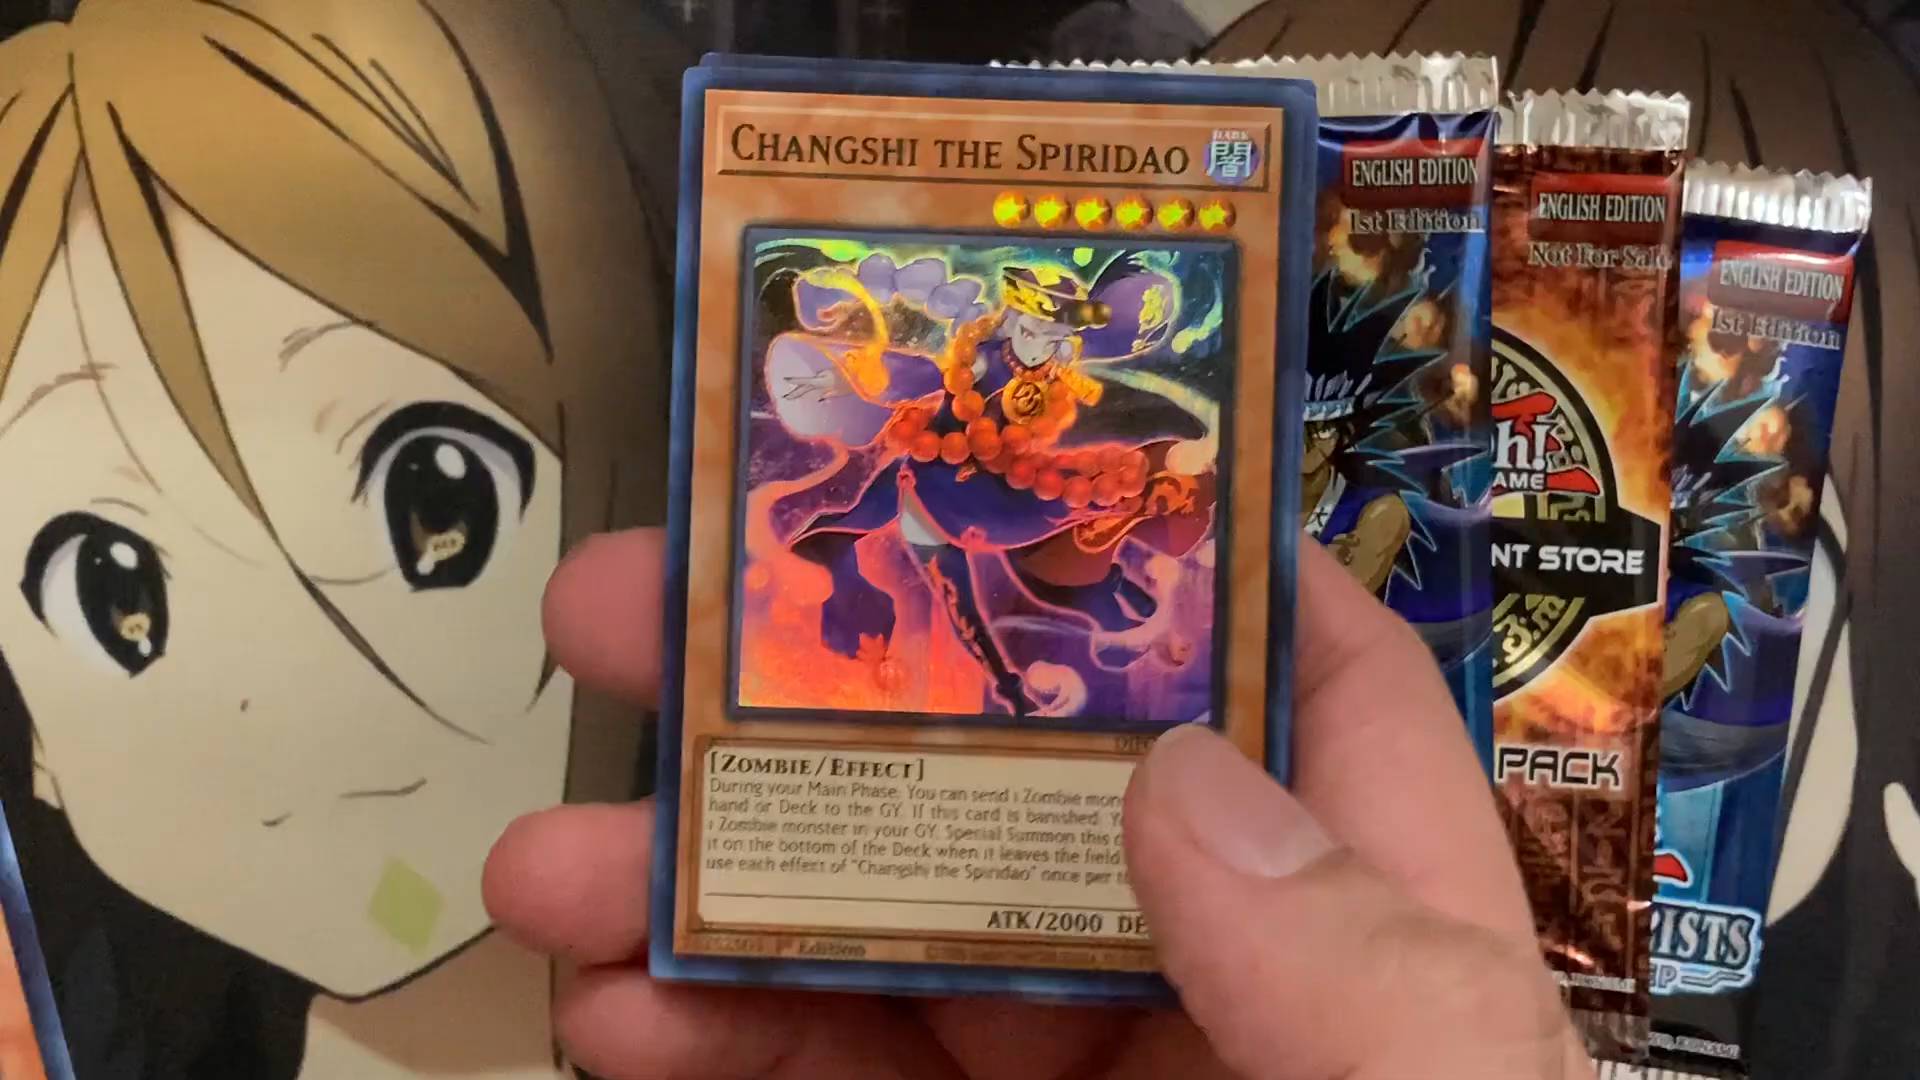 CHANGSHI THE SPIRIDAO
DARK
闇
[ZOMBIE/EFFECT]
During your Main Phase: You can send 1 Zombie
hand or Deck to the GY. If this card is banished:
1 Zombie monster in your GY; Special Summon this
it on the bottom of the Deck when it leaves the field
use each effect of "Changshi the Spiridao" once per
ATK/2000
1st Edition
ENGLISH EDITION
1st Edition
ENGLISH EDITION
Not For Sale
h!
AME
NT STORE
PACK
ENGLISH EDITION
1st Edition
ISTS